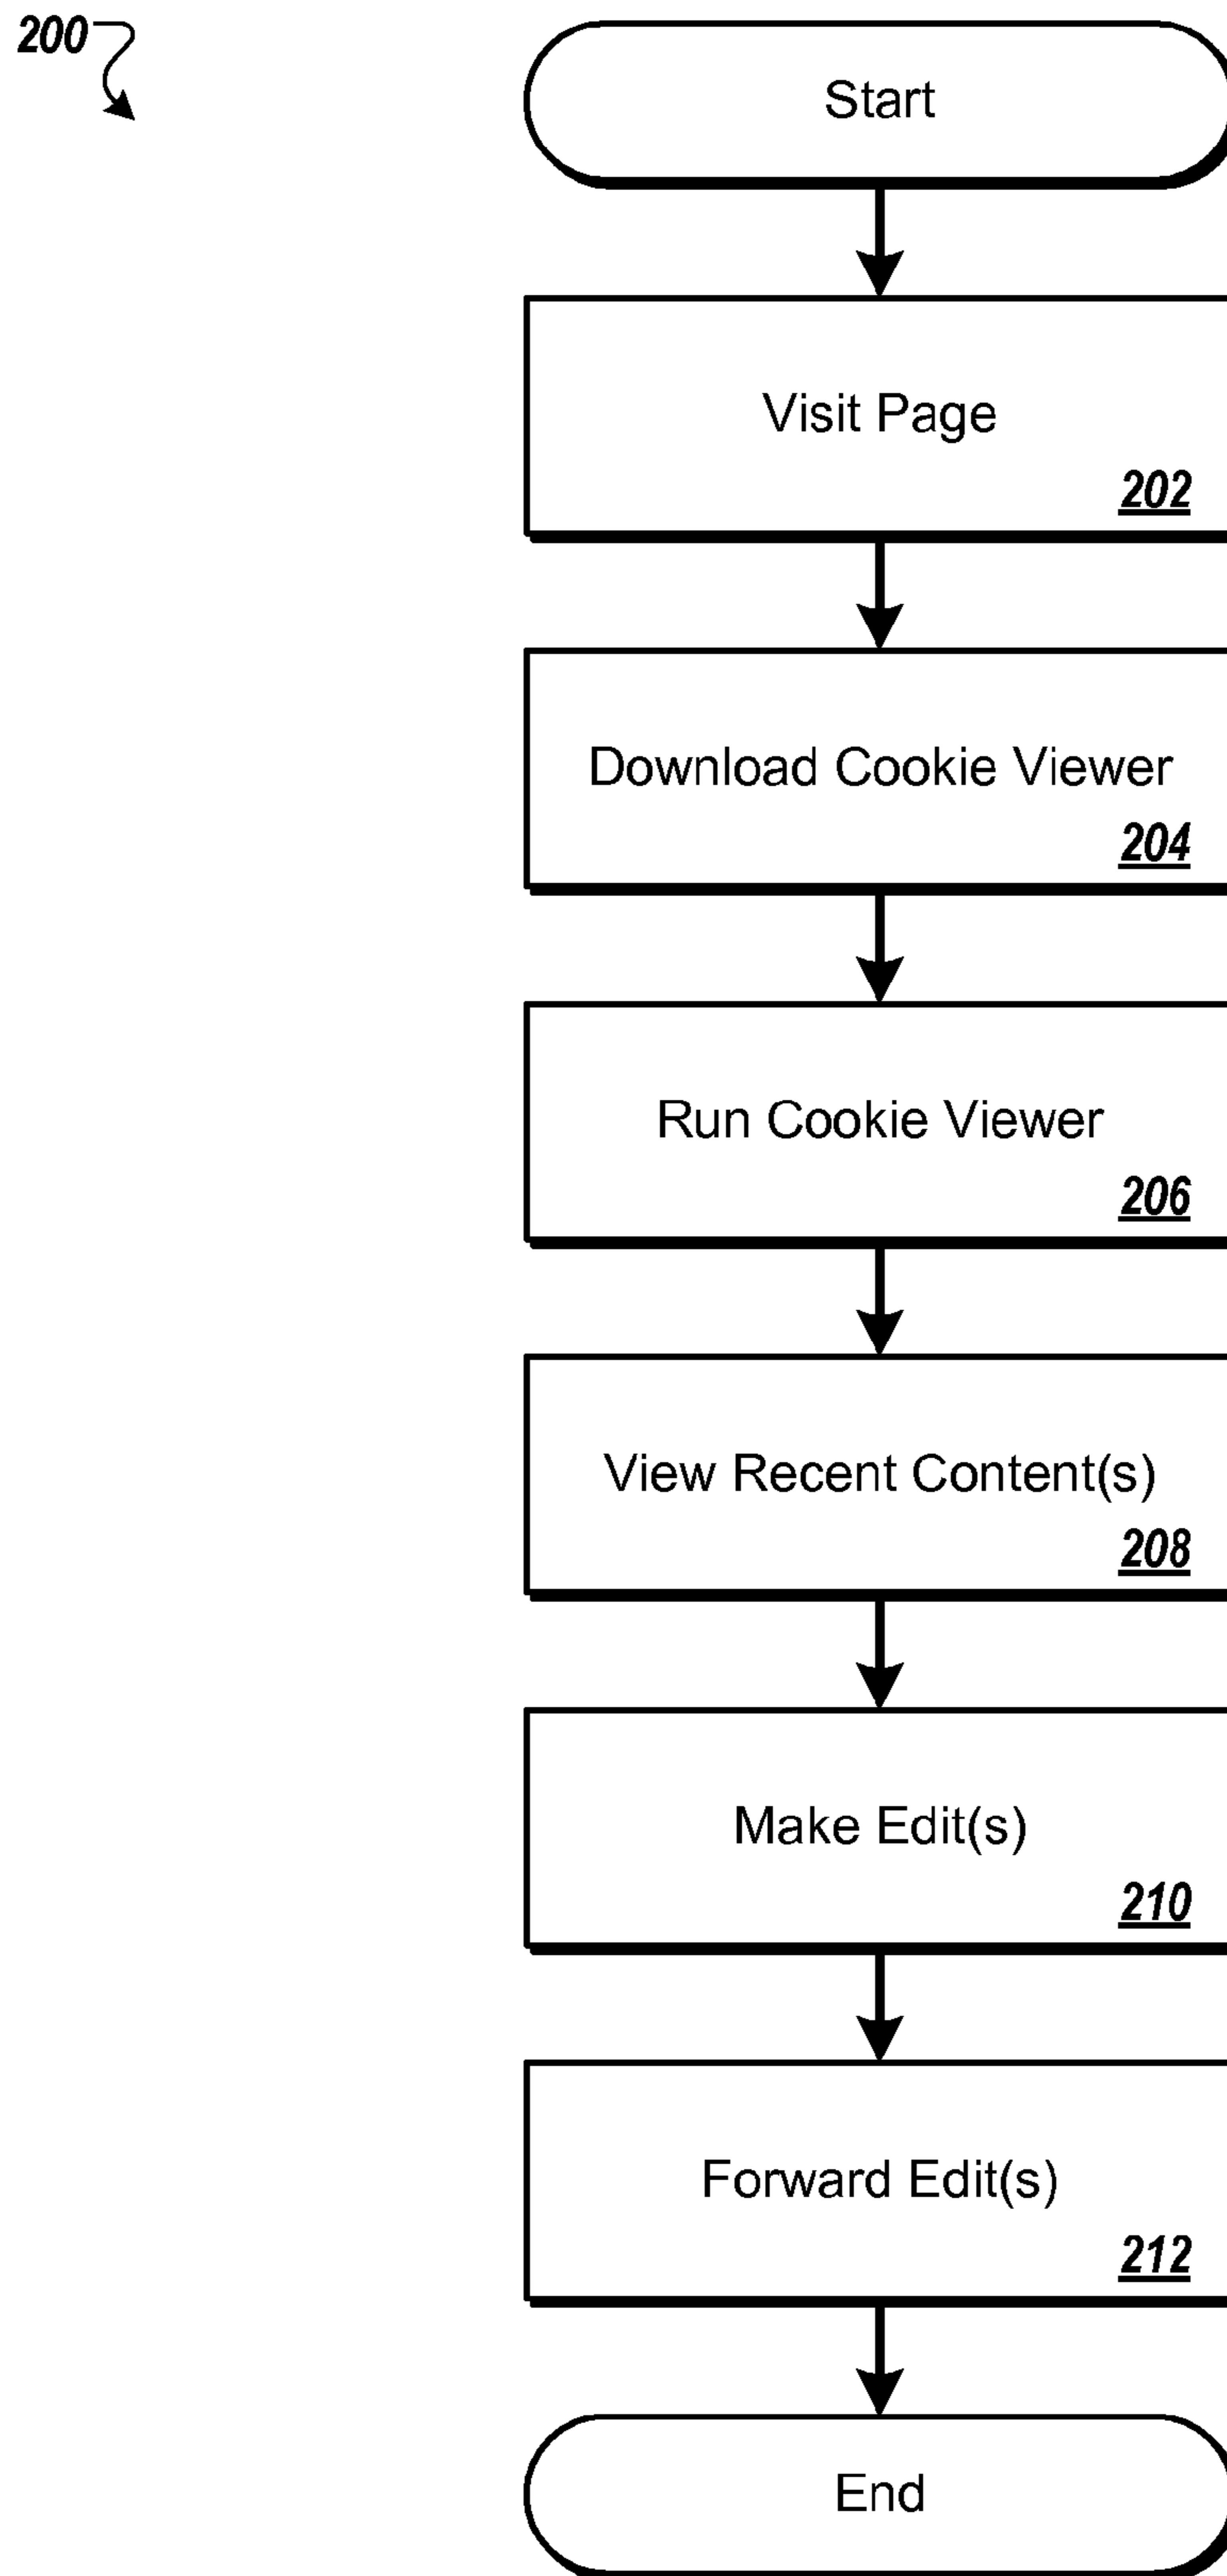 200
Start
Visit Page
202
Download Cookie Viewer
204
Run Cookie Viewer
206
View Recent Content(s)
208
Make Edit(s)
210
Forward Edit(s)
212
End